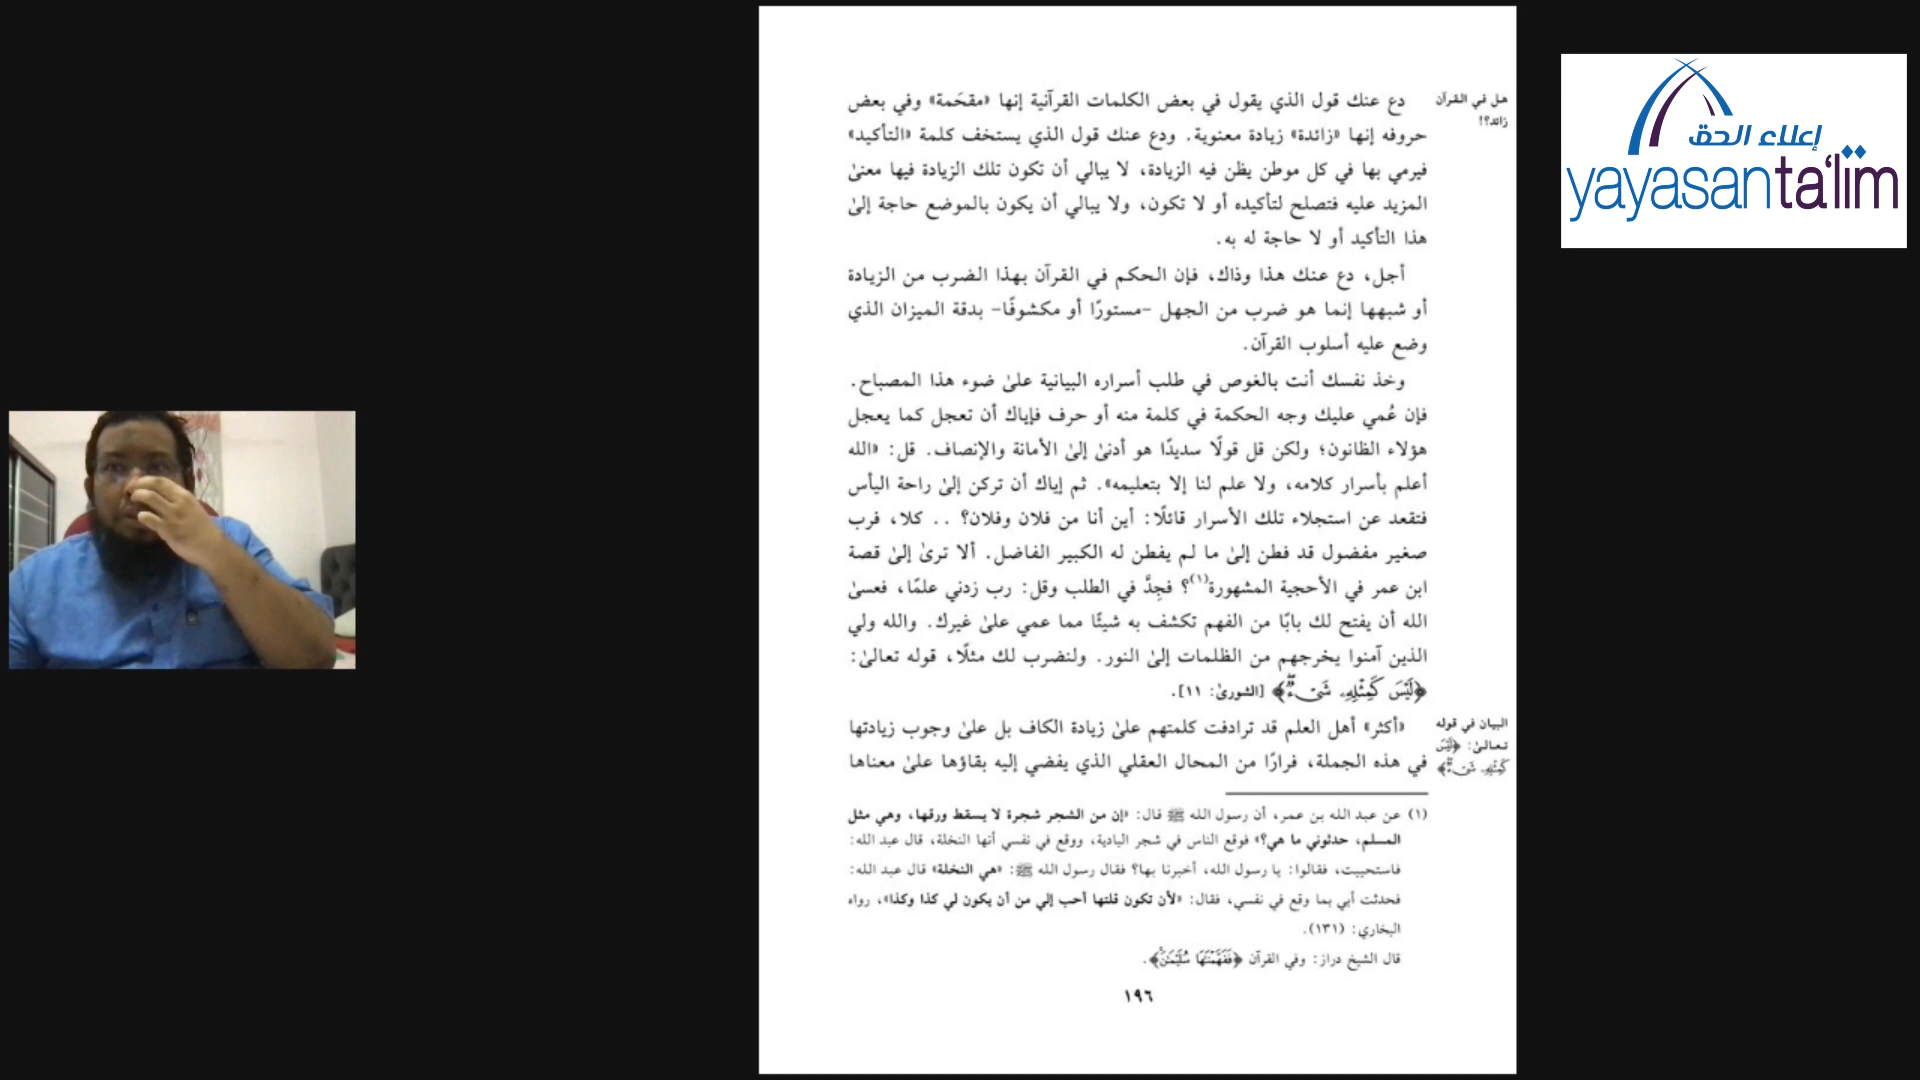 هل في القرآن
زائد؟!
دع عنك قول الذي يقول في بعض الكلمات القرآنية إنها «مقحَمة» وفي بعض
حروفه إنها «زائدة» زيادة معنوية. ودع عنك قول الذي يستخف كلمة «التأكيد»
فيرمي بها في كل موطن يظن فيه الزيادة، لا يبالي أن تكون تلك الزيادة فيها معنىٰ
المزيد عليه فتصلح لتأكيده أو لا تكون، ولا يبالي أن يكون بالموضع حاجة إلىٰ
هذا التأكيد أو لا حاجة له به.
أجل، دع عنك هذا وذاك، فإن الحكم في القرآن بهذا الضرب من الزيادة
أو شبهها إنما هو ضرب من الجهل -مستورًا أو مكشوفًا- بدقة الميزان الذي
وضع عليه أسلوب القرآن.
وخذ نفسك أنت بالغوص في طلب أسراره البيانية علىٰ ضوء هذا المصباح.
فإن عُمي عليك وجه الحكمة في كلمة منه أو حرف فإياك أن تعجل كما يعجل
هؤلاء الظانون؛ ولكن قل قولًا سديدًا هو أدنىٰ إلىٰ الأمانة والإنصاف. قل: «الله
أعلم بأسرار كلامه، ولا علم لنا إلا بتعليمه». ثم إياك أن تركن إلىٰ راحة اليأس
فتقعد عن استجلاء تلك الأسرار قائلًا: أين أنا من فلان وفلان؟ .. كلا، فرب
صغير مفضول قد فطن إلىٰ ما لم يفطن له الكبير الفاضل. ألا ترىٰ إلىٰ قصة
ابن عمر في الأحجية المشهورة(١)؟ فجِدَّ في الطلب وقل: رب زدني علمًا، فعسىٰ
الله أن يفتح لك بابًا من الفهم تكشف به شيئًا مما عمي علىٰ غيرك. والله ولي
الذين آمنوا يخرجهم من الظلمات إلىٰ النور. ولنضرب لك مثلًا، قوله تعالىٰ:
﴿لَيْسَ كَمِثْلِهِۦ شَىْءٌ﴾ [الشورىٰ: ١١].
البيان في قوله
تعالىٰ: ﴿لَيْسَ
كَمِثْلِهِۦ شَىْءٌ﴾
«أكثر» أهل العلم قد ترادفت كلمتهم علىٰ زيادة الكاف بل علىٰ وجوب زيادتها
في هذه الجملة، فرارًا من المحال العقلي الذي يفضي إليه بقاؤها علىٰ معناها
(١) عن عبد الله بن عمر، أن رسول الله ﷺ قال: «إن من الشجر شجرة لا يسقط ورقها، وهي مثل
المسلم، حدثوني ما هي؟» فوقع الناس في شجر البادية، ووقع في نفسي أنها النخلة، قال عبد الله:
فاستحييت، فقالوا: يا رسول الله، أخبرنا بها؟ فقال رسول الله ﷺ: «هي النخلة» قال عبد الله:
فحدثت أبي بما وقع في نفسي، فقال: «لأن تكون قلتها أحب إلي من أن يكون لي كذا وكذا»، رواه
البخاري: (١٣١).
قال الشيخ دراز: وفي القرآن ﴿فَفَهَّمْنَٰهَا سُلَيْمَٰنَ﴾.
١٩٦
إعلاء الحق
yayasanta'lim